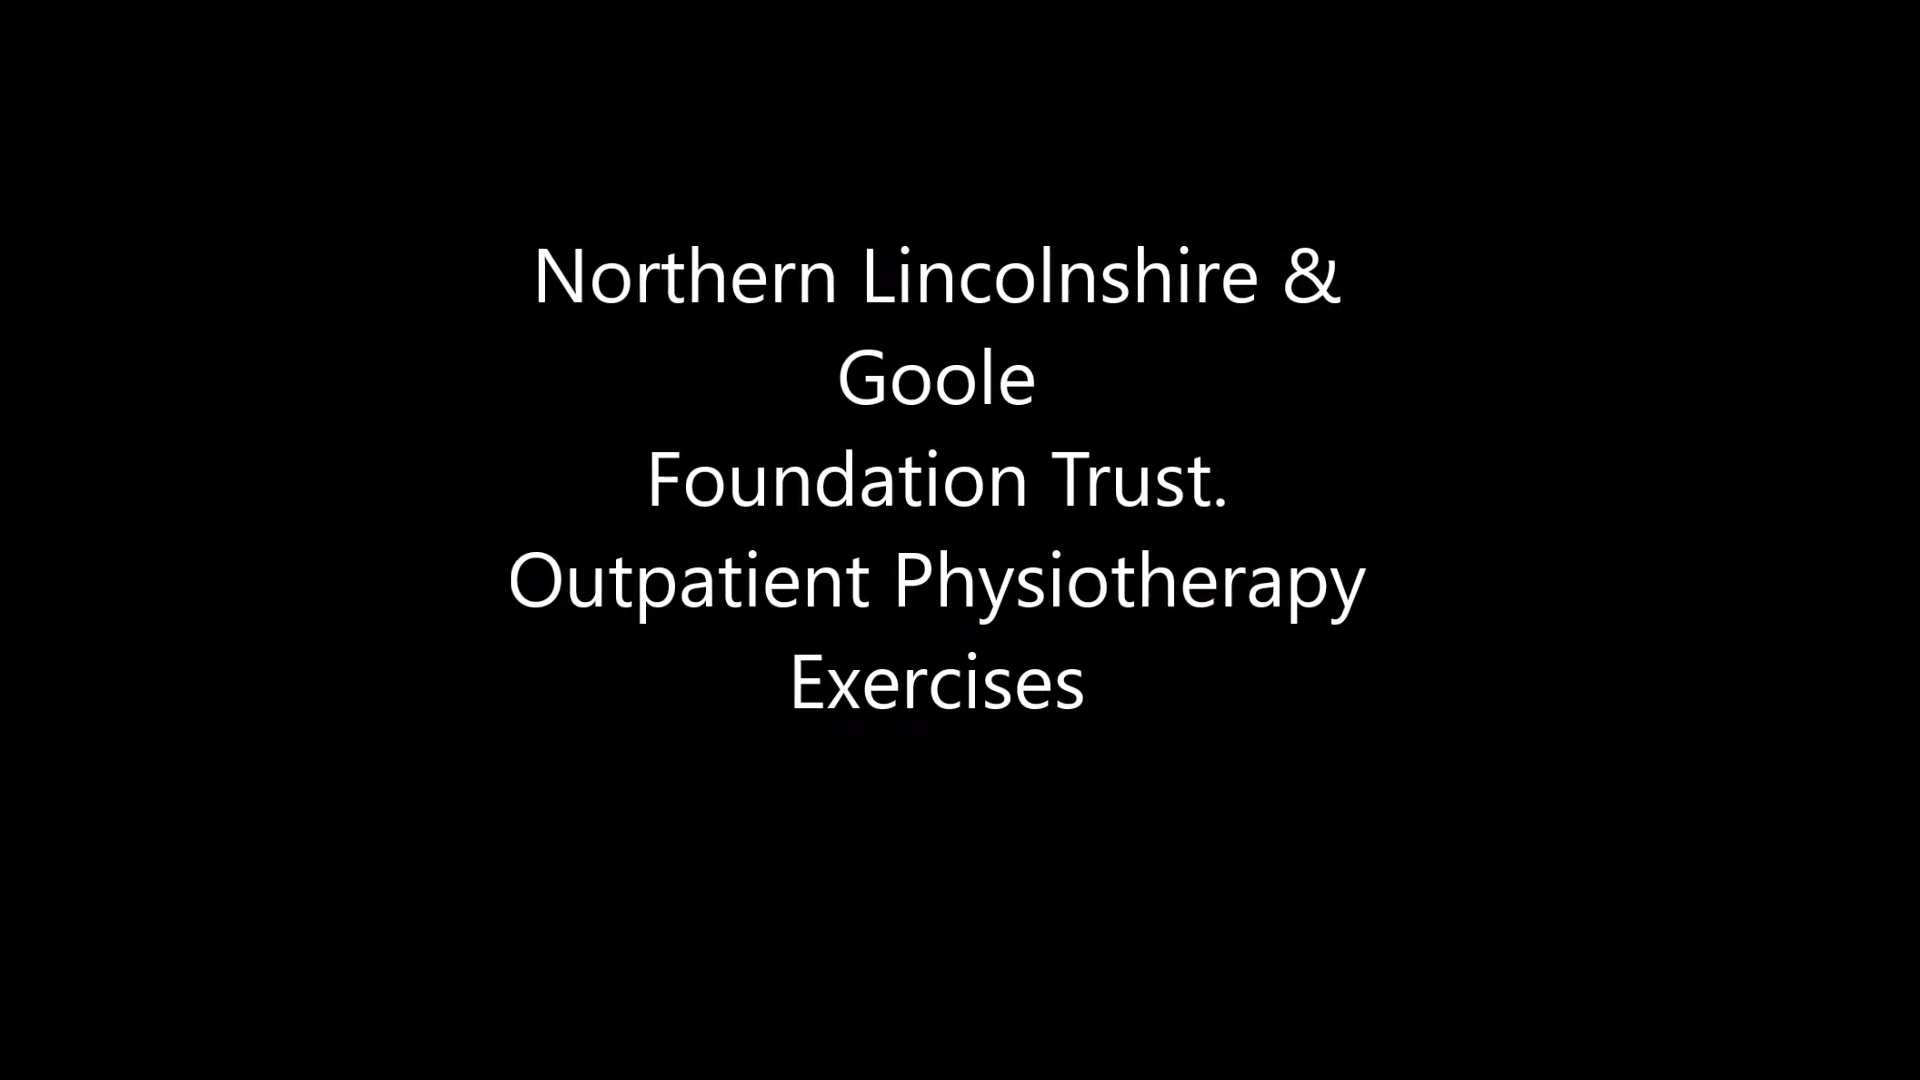 Northern Lincolnshire &
Goole
Foundation Trust.
Outpatient Physiotherapy
Exercises